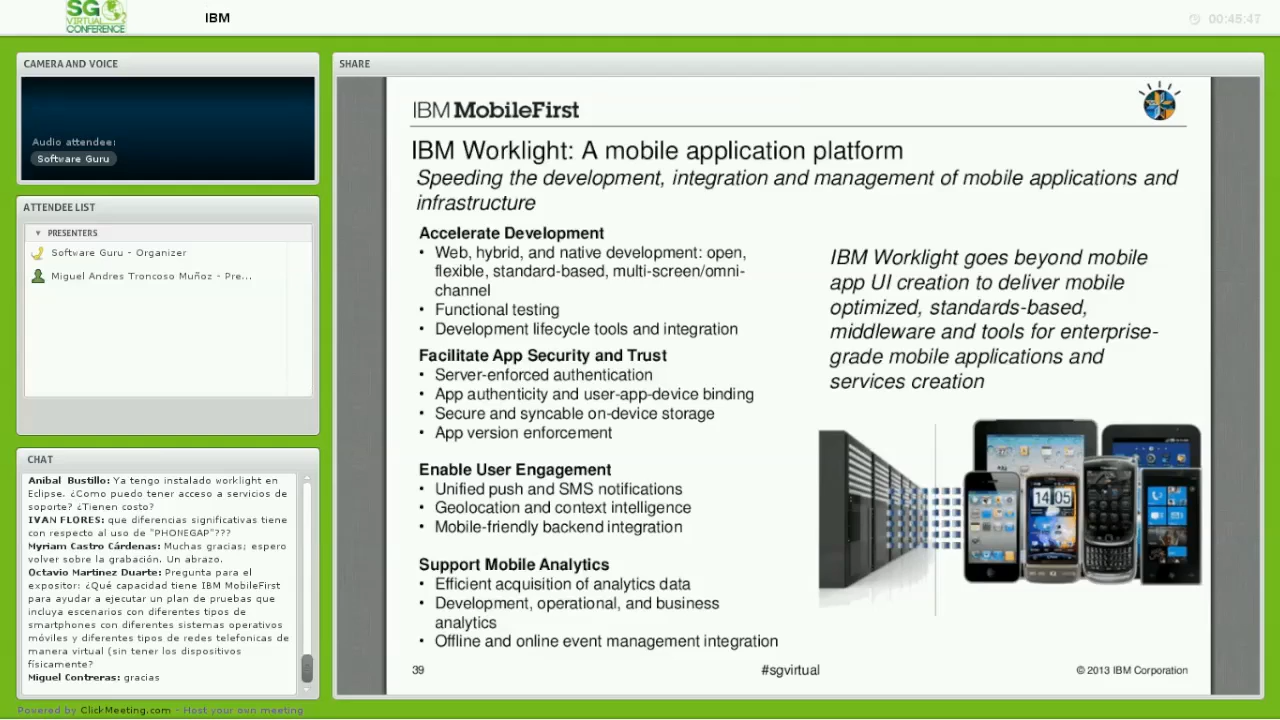 SG
VIRTUAL
CONFERENCE
IBM
00:45:47
CAMERA AND VOICE
Audio attendee:
Software Guru
ATTENDEE LIST
PRESENTERS
Software Guru - Organizer
Miguel Andres Troncoso Muñoz - Pre...
CHAT
Anibal Bustillo: Ya tengo instalado worklight en
Eclipse. ¿Como puedo tener acceso a servicios de
soporte? ¿Tienen costo?
IVAN FLORES: que diferencias significativas tiene
con respecto al uso de "PHONEGAP"???
Myriam Castro Cárdenas: Muchas gracias; espero
volver sobre la grabación. Un abrazo.
Octavio Martinez Duarte: Pregunta para el
expositor: ¿Qué capacidad tiene IBM MobileFirst
para ayudar a ejecutar un plan de pruebas que
incluya escenarios con diferentes tipos de
smartphones con diferentes sistemas operativos
móviles y diferentes tipos de redes telefonicas de
manera virtual (sin tener los dispositivos
físicamente?
Miguel Contreras: gracias
Powered by ClickMeeting.com - Host your own meeting
SHARE
IBM MobileFirst
IBM Worklight: A mobile application platform
Speeding the development, integration and management of mobile applications and
infrastructure
Accelerate Development
• Web, hybrid, and native development: open,
flexible, standard-based, multi-screen/omni-
channel
• Functional testing
• Development lifecycle tools and integration
Facilitate App Security and Trust
• Server-enforced authentication
• App authenticity and user-app-device binding
• Secure and syncable on-device storage
• App version enforcement
Enable User Engagement
• Unified push and SMS notifications
• Geolocation and context intelligence
• Mobile-friendly backend integration
Support Mobile Analytics
• Efficient acquisition of analytics data
• Development, operational, and business
analytics
• Offline and online event management integration
IBM Worklight goes beyond mobile
app UI creation to deliver mobile
optimized, standards-based,
middleware and tools for enterprise-
grade mobile applications and
services creation
14:05
39
#sgvirtual
© 2013 IBM Corporation